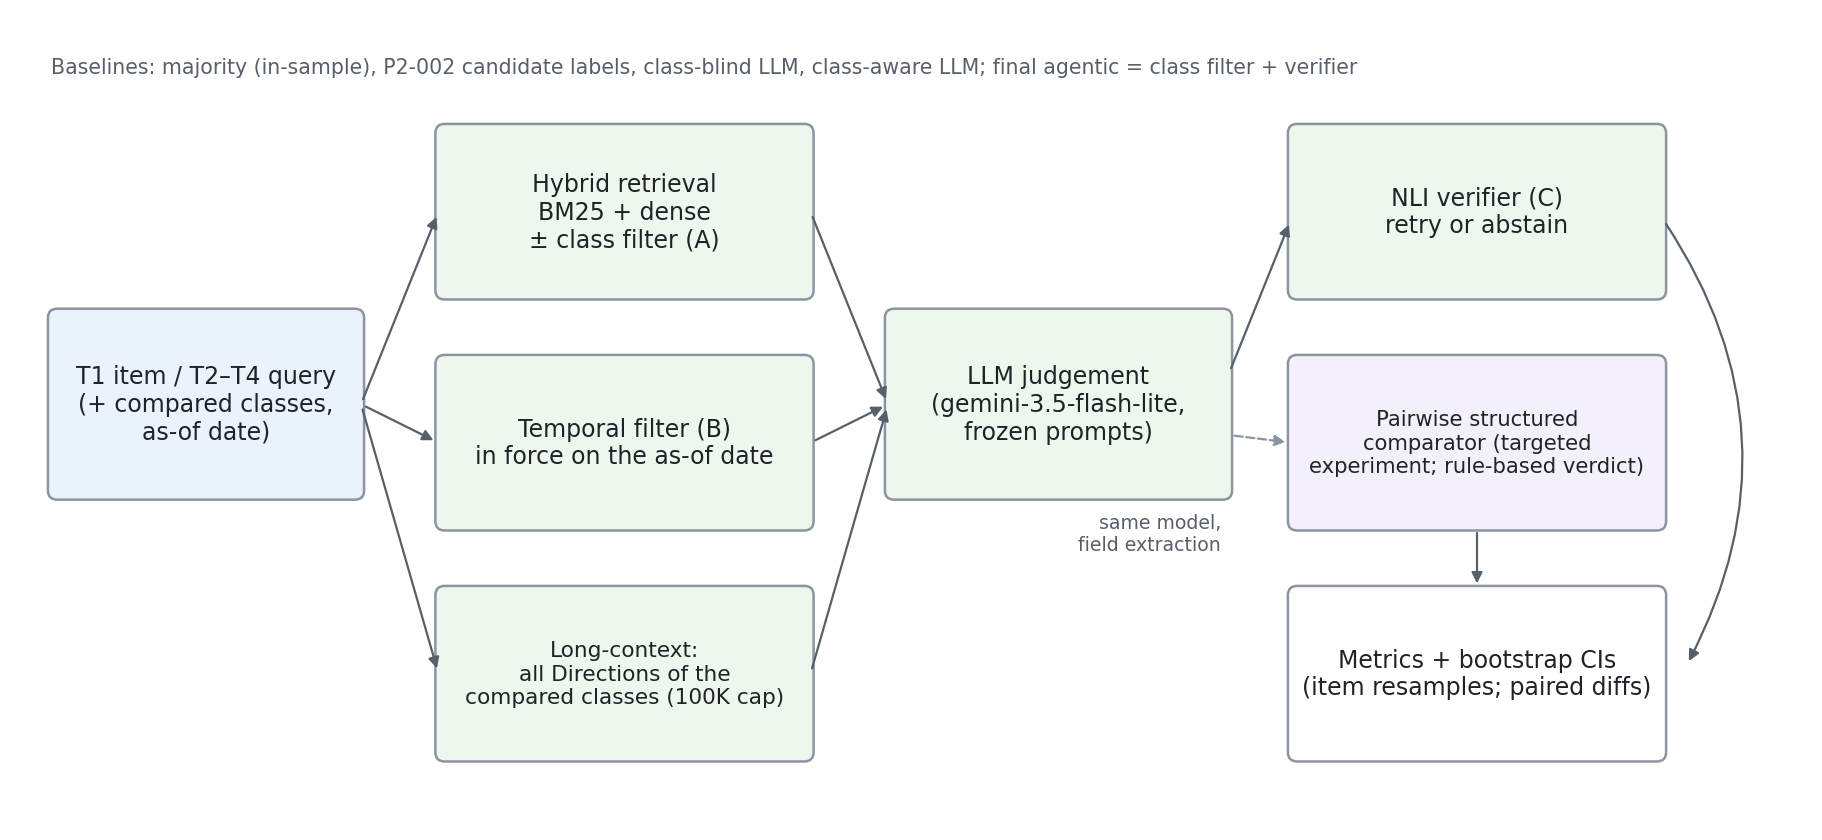 Baselines: majority (in-sample), P2-002 candidate labels, class-blind LLM, class-aware LLM; final agentic = class filter + verifier
T1 item / T2–T4 query
(+ compared classes,
as-of date)
Hybrid retrieval
BM25 + dense
± class filter (A)
Temporal filter (B)
in force on the as-of date
Long-context:
all Directions of the
compared classes (100K cap)
LLM judgement
(gemini-3.5-flash-lite,
frozen prompts)
same model,
field extraction
NLI verifier (C)
retry or abstain
Pairwise structured
comparator (targeted
experiment; rule-based verdict)
Metrics + bootstrap CIs
(item resamples; paired diffs)